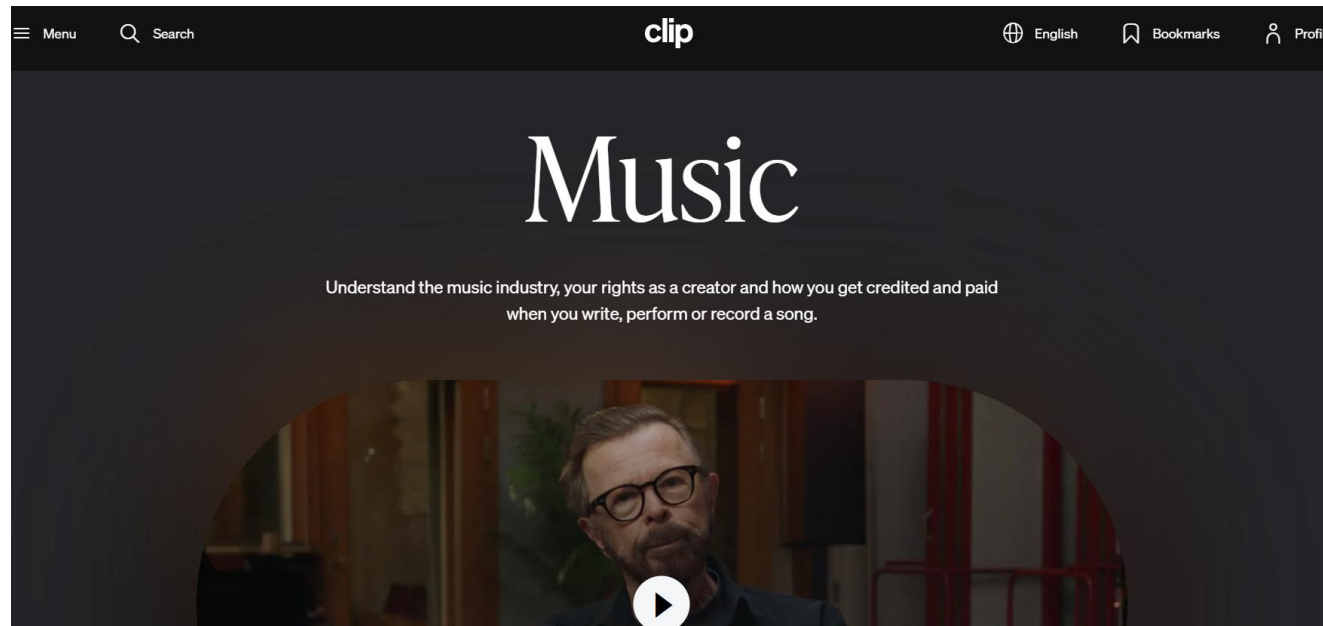 Menu Search clip English Bookmarks Profi
Music
Understand the music industry, your rights as a creator and how you get credited and paid
when you write, perform or record a song.